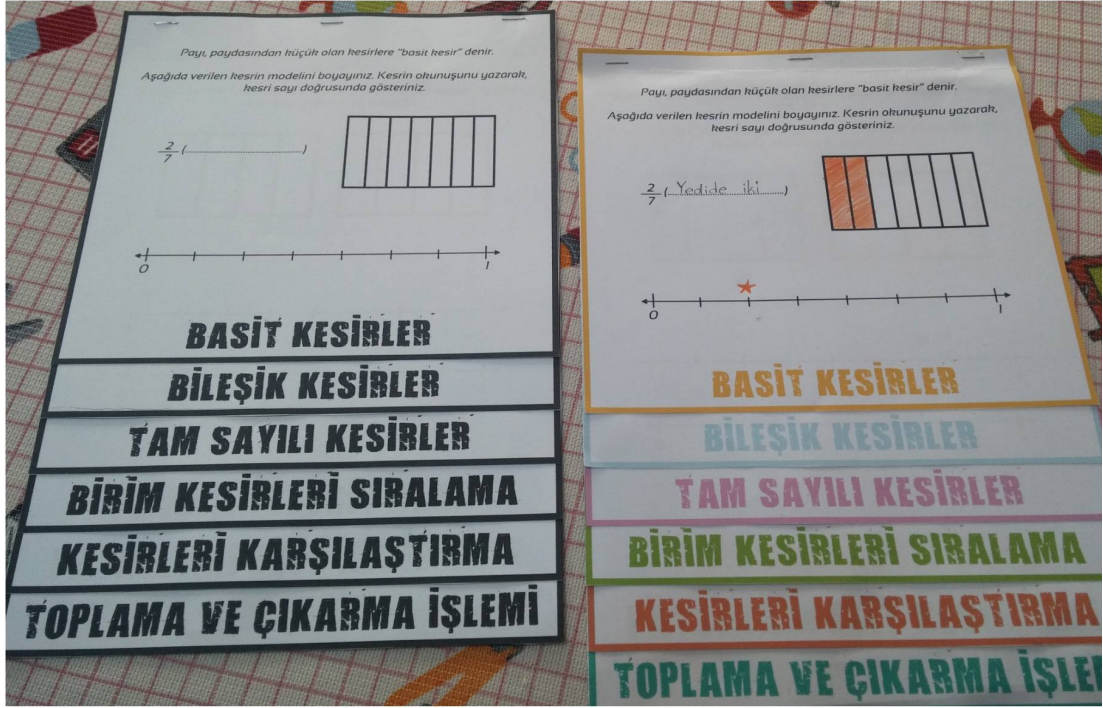 Payı, paydasından küçük olan kesirlere "basit kesir" denir.
Aşağıda verilen kesrin modelini boyayınız. Kesrin okunuşunu yazarak,
kesri sayı doğrusunda gösteriniz.
2/7 (..............................)
0 1
BASİT KESİRLER
BİLEŞİK KESİRLER
TAM SAYILI KESİRLER
BİRİM KESİRLERİ SIRALAMA
KESİRLERİ KARŞILAŞTIRMA
TOPLAMA VE ÇIKARMA İŞLEMİ
Payı, paydasından küçük olan kesirlere "basit kesir" denir.
Aşağıda verilen kesrin modelini boyayınız. Kesrin okunuşunu yazarak,
kesri sayı doğrusunda gösteriniz.
2/7 (Yedide iki)
0 1
BASİT KESİRLER
BİLEŞİK KESİRLER
TAM SAYILI KESİRLER
BİRİM KESİRLERİ SIRALAMA
KESİRLERİ KARŞILAŞTIRMA
TOPLAMA VE ÇIKARMA İŞLE